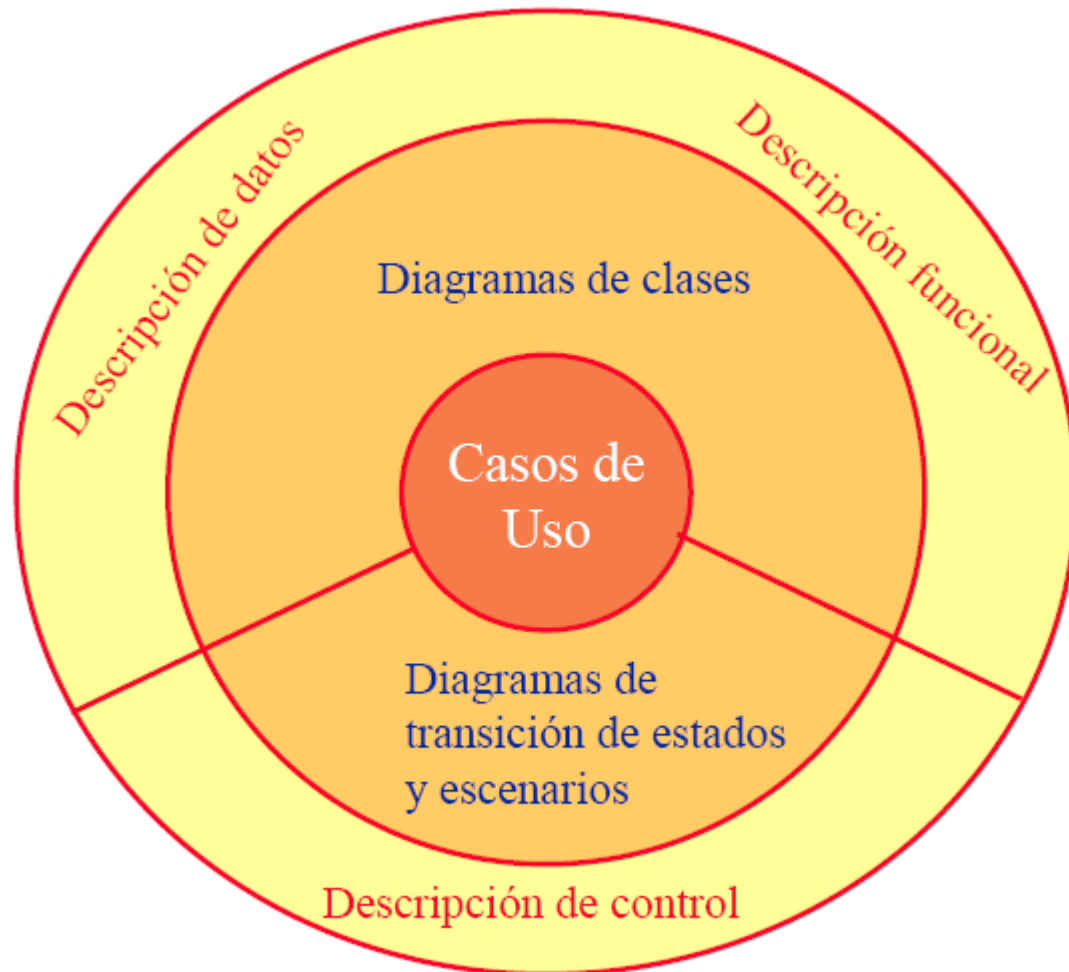 Descripción de datos
Descripción funcional
Diagramas de clases
Casos de
Uso
Diagramas de
transición de estados
y escenarios
Descripción de control